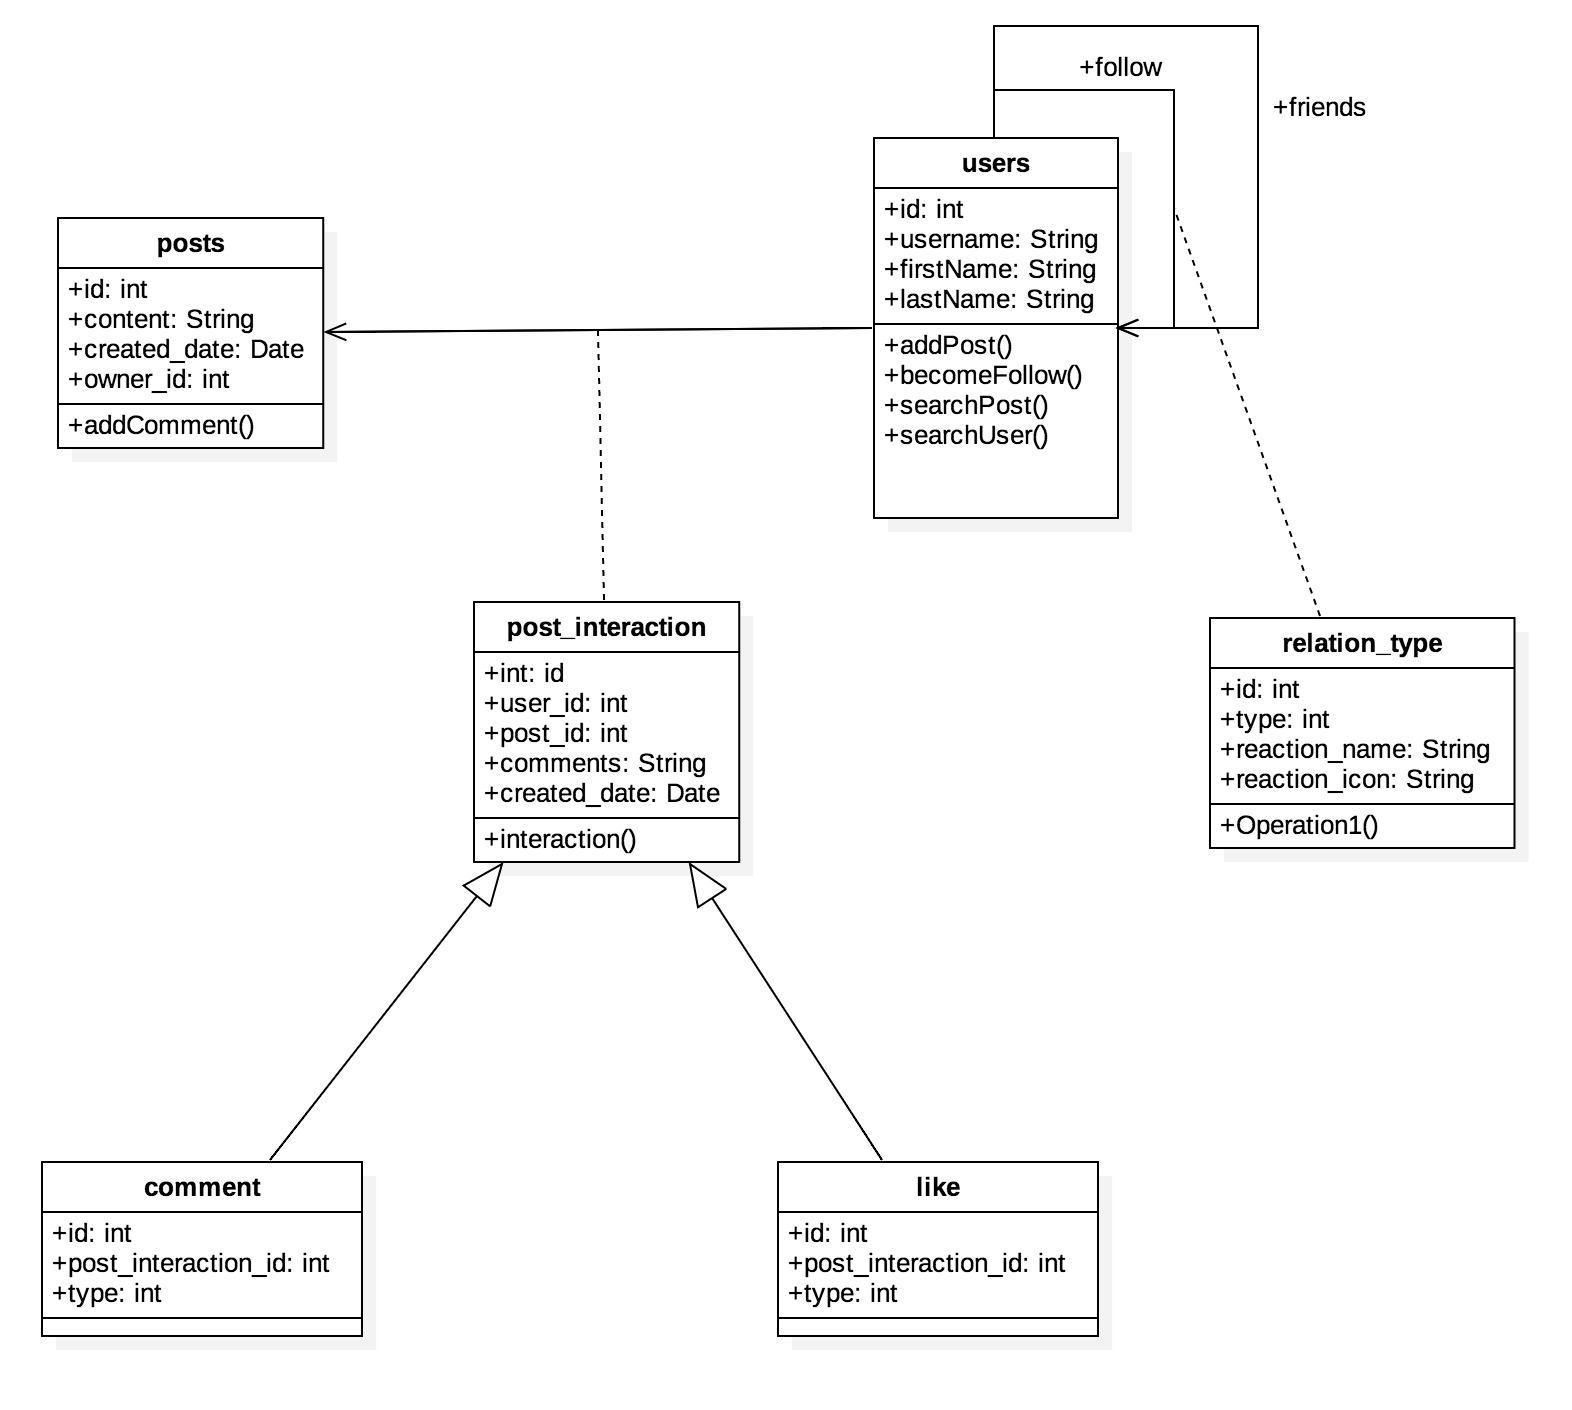 +follow
+friends
users
+id: int
+username: String
+firstName: String
+lastName: String
+addPost()
+becomeFollow()
+searchPost()
+searchUser()
posts
+id: int
+content: String
+created_date: Date
+owner_id: int
+addComment()
post_interaction
+int: id
+user_id: int
+post_id: int
+comments: String
+created_date: Date
+interaction()
relation_type
+id: int
+type: int
+reaction_name: String
+reaction_icon: String
+Operation1()
comment
+id: int
+post_interaction_id: int
+type: int
like
+id: int
+post_interaction_id: int
+type: int